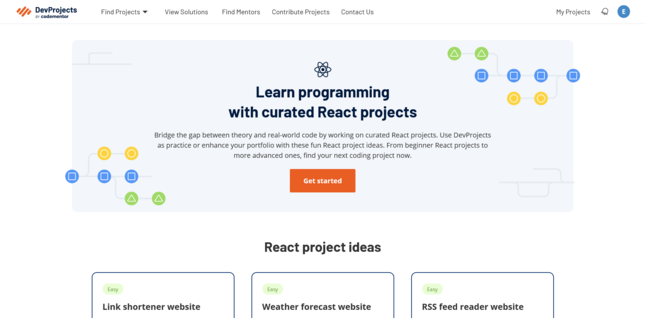 DevProjects
BY codementor
Find Projects
View Solutions
Find Mentors
Contribute Projects
Contact Us
My Projects
E
Learn programming
with curated React projects
Bridge the gap between theory and real-world code by working on curated React projects. Use DevProjects
as practice or enhance your portfolio with these fun React project ideas. From beginner React projects to
more advanced ones, find your next coding project now.
Get started
React project ideas
Easy
Link shortener website
Easy
Weather forecast website
Easy
RSS feed reader website